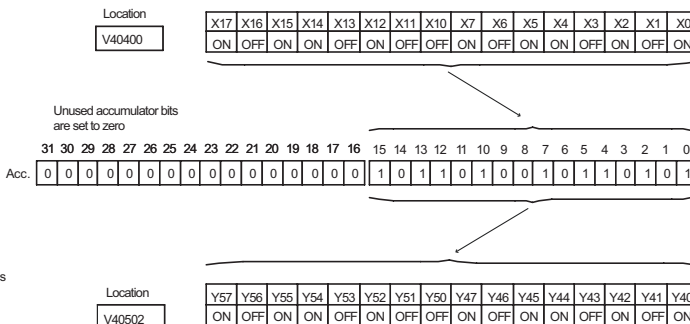 Location
X17 X16 X15 X14 X13 X12 X11 X10 X7 X6 X5 X4 X3 X2 X1 X0
V40400
ON OFF ON ON OFF ON OFF OFF ON OFF ON ON OFF ON OFF ON
Unused accumulator bits
are set to zero
31 30 29 28 27 26 25 24 23 22 21 20 19 18 17 16 15 14 13 12 11 10 9 8 7 6 5 4 3 2 1 0
Acc. 0 0 0 0 0 0 0 0 0 0 0 0 0 0 0 0 1 0 1 1 0 1 0 0 1 0 1 1 0 1 0 1
s
Location
Y57 Y56 Y55 Y54 Y53 Y52 Y51 Y50 Y47 Y46 Y45 Y44 Y43 Y42 Y41 Y40
V40502
ON OFF ON ON OFF ON OFF OFF ON OFF ON ON OFF ON OFF ON